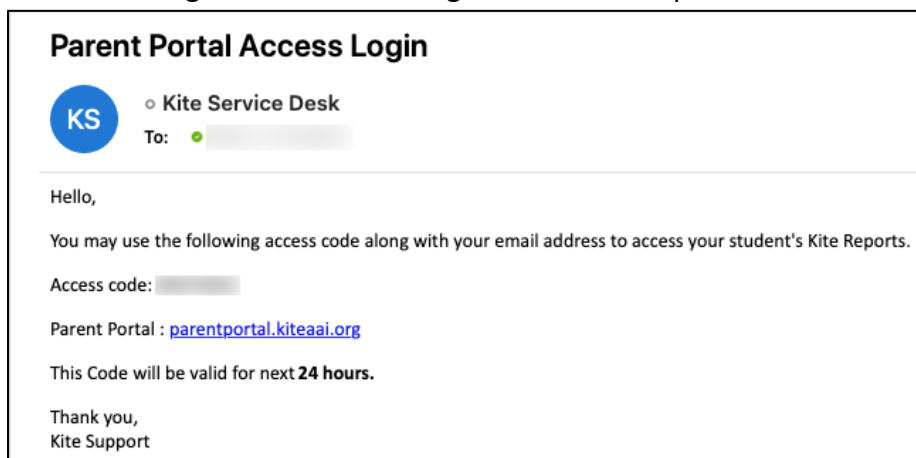 Parent Portal Access Login
KS
Kite Service Desk
To:
Hello,
You may use the following access code along with your email address to access your student's Kite Reports.
Access code:
Parent Portal : parentportal.kiteaai.org
This Code will be valid for next 24 hours.
Thank you,
Kite Support